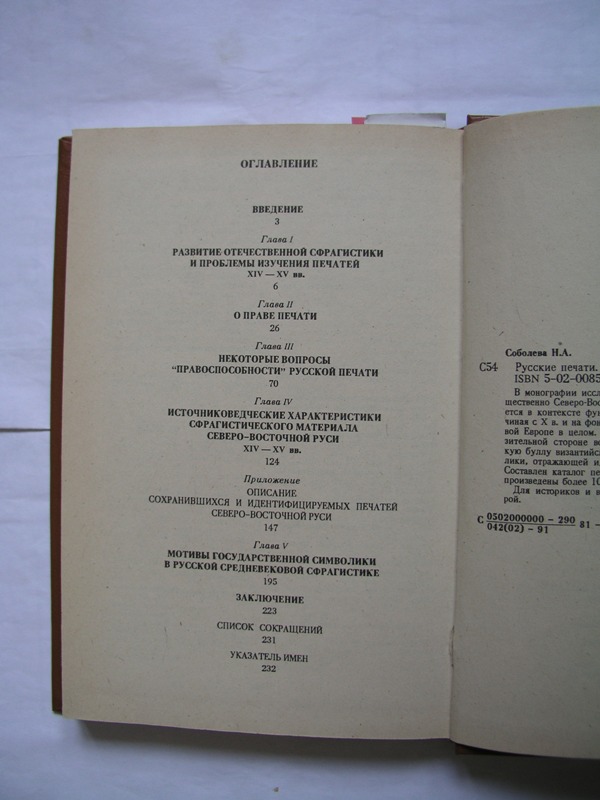 ОГЛАВЛЕНИЕ
ВВЕДЕНИЕ
3
Глава I
РАЗВИТИЕ ОТЕЧЕСТВЕННОЙ СФРАГИСТИКИ
И ПРОБЛЕМЫ ИЗУЧЕНИЯ ПЕЧАТЕЙ
XIV — XV вв.
6
Глава II
О ПРАВЕ ПЕЧАТИ
26
Глава III
НЕКОТОРЫЕ ВОПРОСЫ
"ПРАВОСПОСОБНОСТИ" РУССКОЙ ПЕЧАТИ
70
Глава IV
ИСТОЧНИКОВЕДЧЕСКИЕ ХАРАКТЕРИСТИКИ
СФРАГИСТИЧЕСКОГО МАТЕРИАЛА
СЕВЕРО-ВОСТОЧНОЙ РУСИ
XIV — XV вв.
124
Приложение
ОПИСАНИЕ
СОХРАНИВШИХСЯ И ИДЕНТИФИЦИРУЕМЫХ ПЕЧАТЕЙ
СЕВЕРО-ВОСТОЧНОЙ РУСИ
147
Глава V
МОТИВЫ ГОСУДАРСТВЕННОЙ СИМВОЛИКИ
В РУССКОЙ СРЕДНЕВЕКОВОЙ СФРАГИСТИКЕ
195
ЗАКЛЮЧЕНИЕ
223
СПИСОК СОКРАЩЕНИЙ
231
УКАЗАТЕЛЬ ИМЕН
232
Соболева Н.А.
С54 Русские печати.
ISBN 5-02-0085
В монографии иссл
щественно Северо-Вос
ется в контексте фун
чиная с X в. и на фон
вой Европе в целом.
зительной стороне во
скую буллу византийс
лики, отражающей ид
Составлен каталог пе
произведены более 10
Для историков и
рой.
С 0502000000 - 290
042(02) - 91 81 -